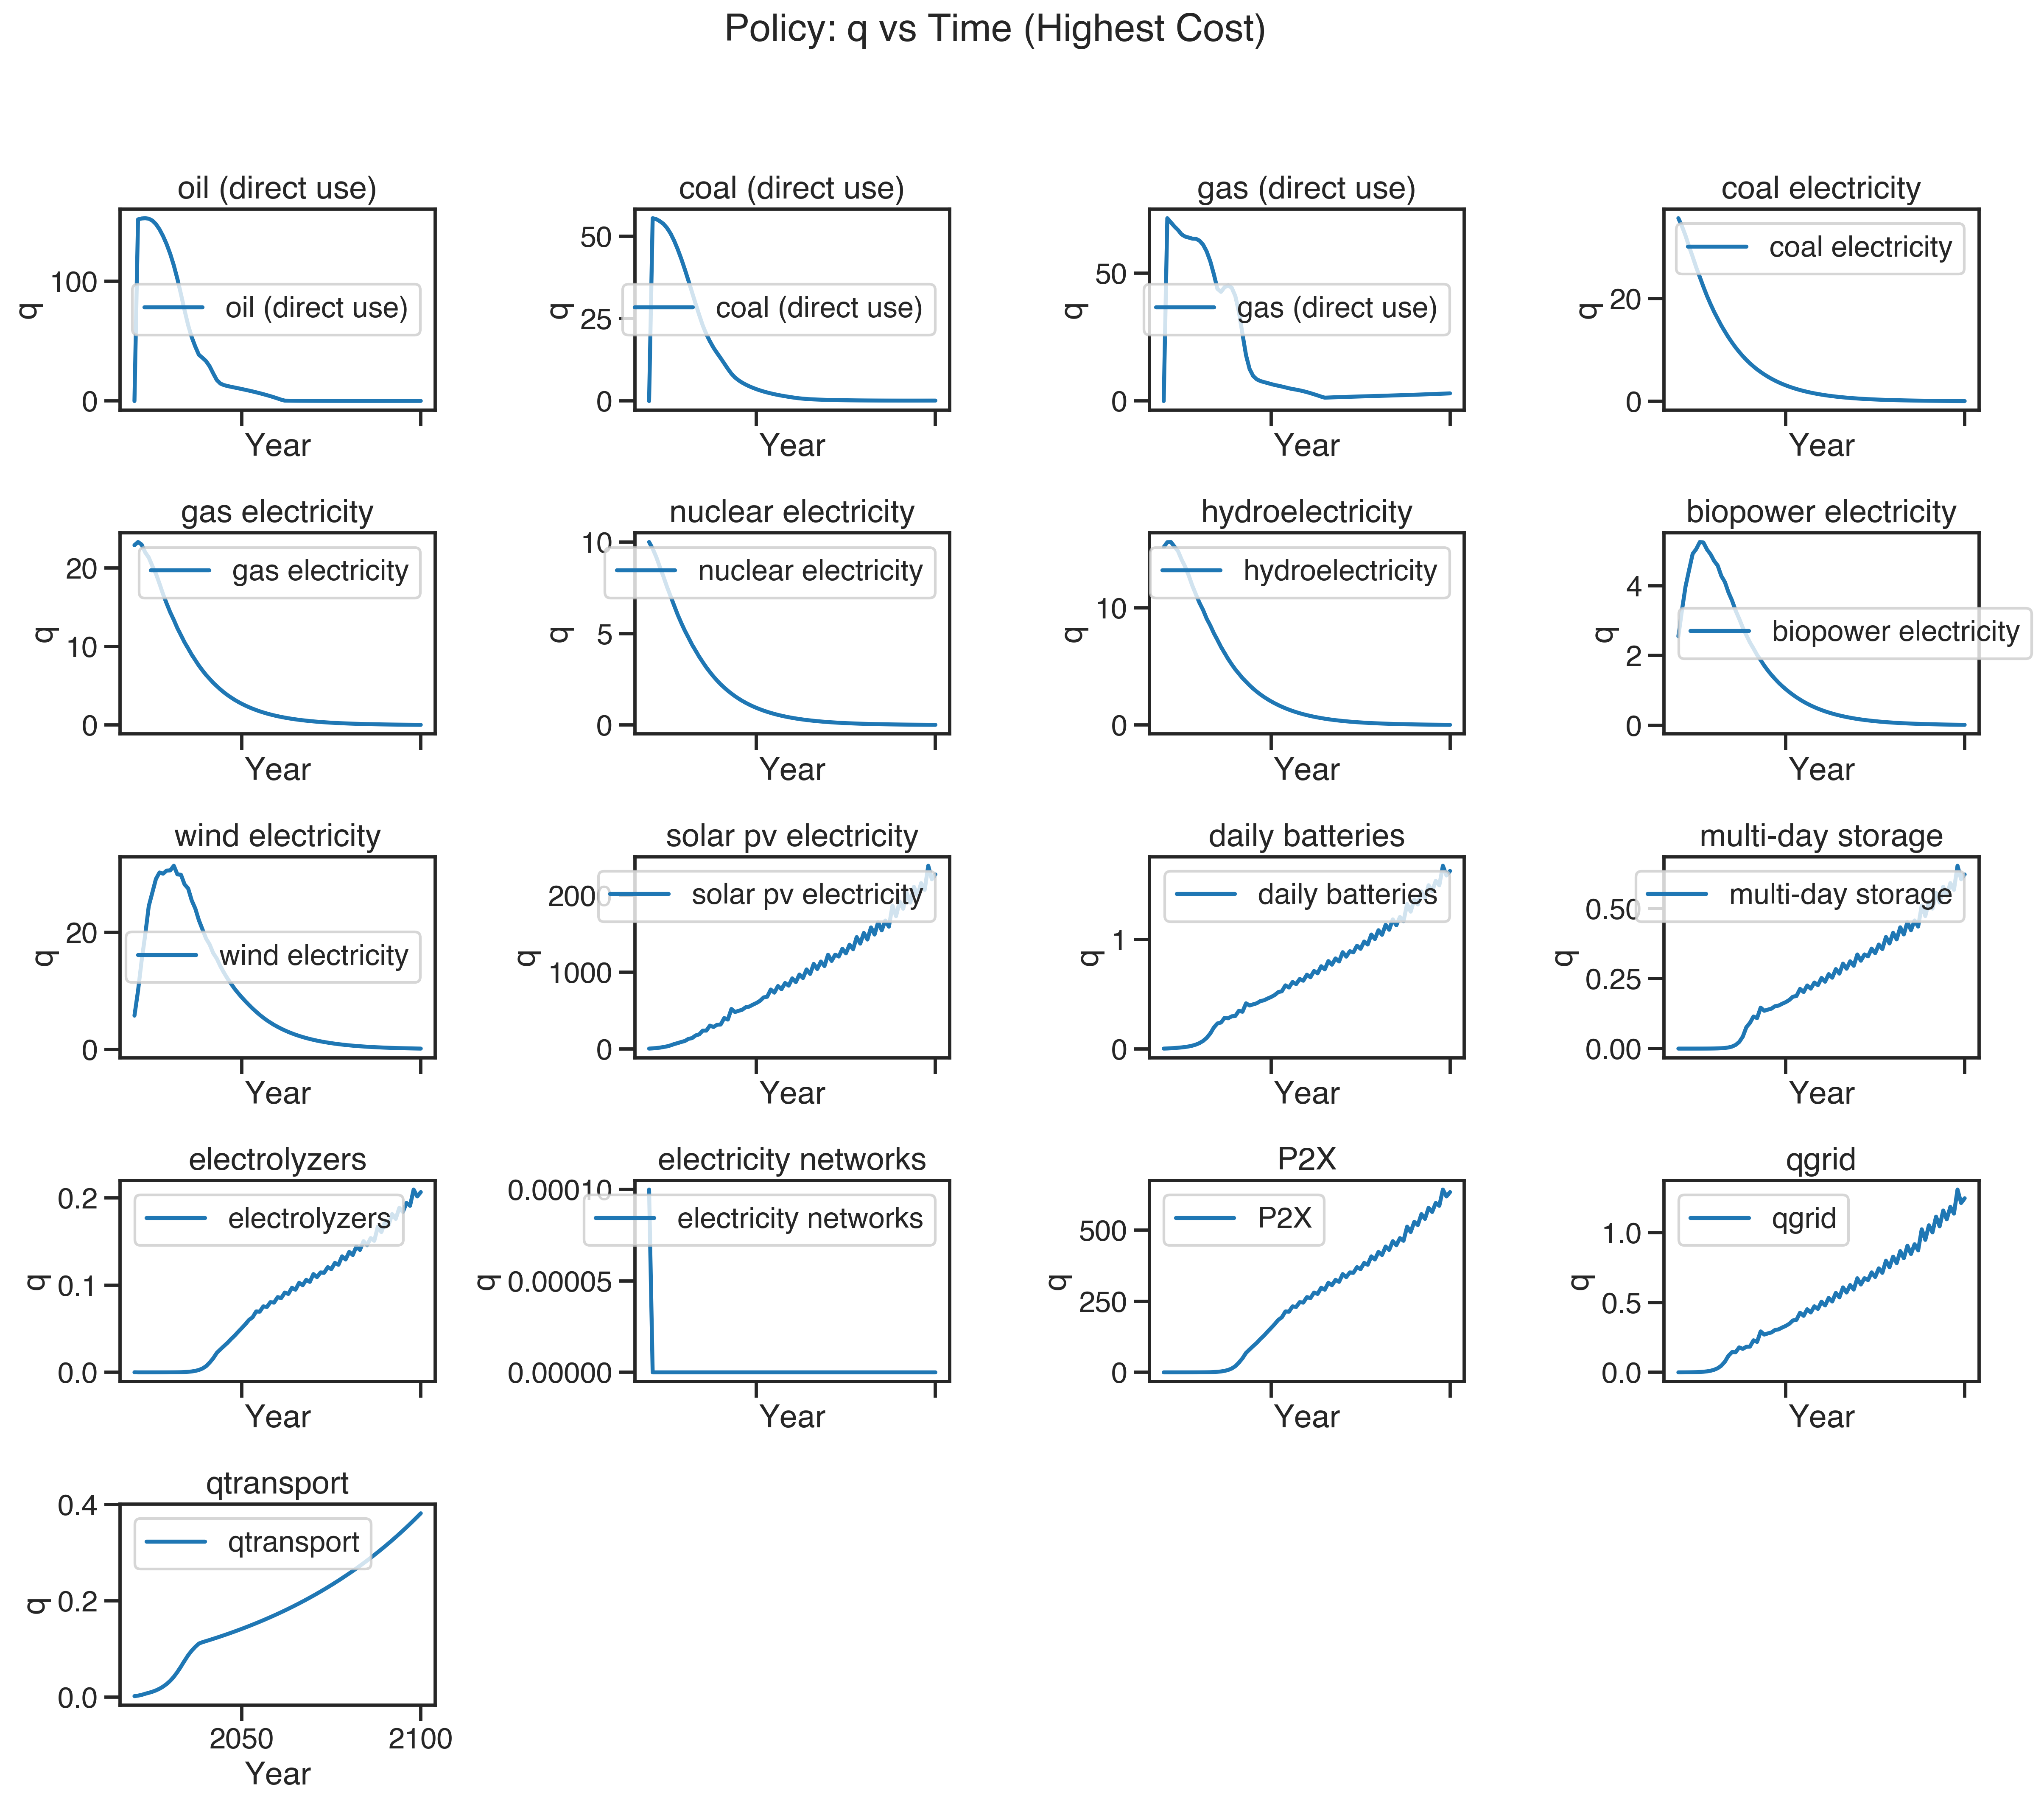 Policy: q vs Time (Highest Cost)
oil (direct use)
100
0
q
oil (direct use)
Year
coal (direct use)
50
25
0
q
coal (direct use)
Year
gas (direct use)
50
0
q
gas (direct use)
Year
coal electricity
20
0
q
coal electricity
Year
gas electricity
20
10
0
q
gas electricity
Year
nuclear electricity
10
5
0
q
nuclear electricity
Year
hydroelectricity
10
0
q
hydroelectricity
Year
biopower electricity
4
2
0
q
biopower electricity
Year
wind electricity
20
0
q
wind electricity
Year
solar pv electricity
2000
1000
0
q
solar pv electricity
Year
daily batteries
1
0
q
daily batteries
Year
multi-day storage
0.50
0.25
0.00
q
multi-day storage
Year
electrolyzers
0.2
0.1
0.0
q
electrolyzers
Year
electricity networks
0.00010
0.00005
0.00000
q
electricity networks
Year
P2X
500
250
0
q
P2X
Year
qgrid
1.0
0.5
0.0
q
qgrid
Year
qtransport
0.4
0.2
0.0
q
qtransport
2050 2100
Year